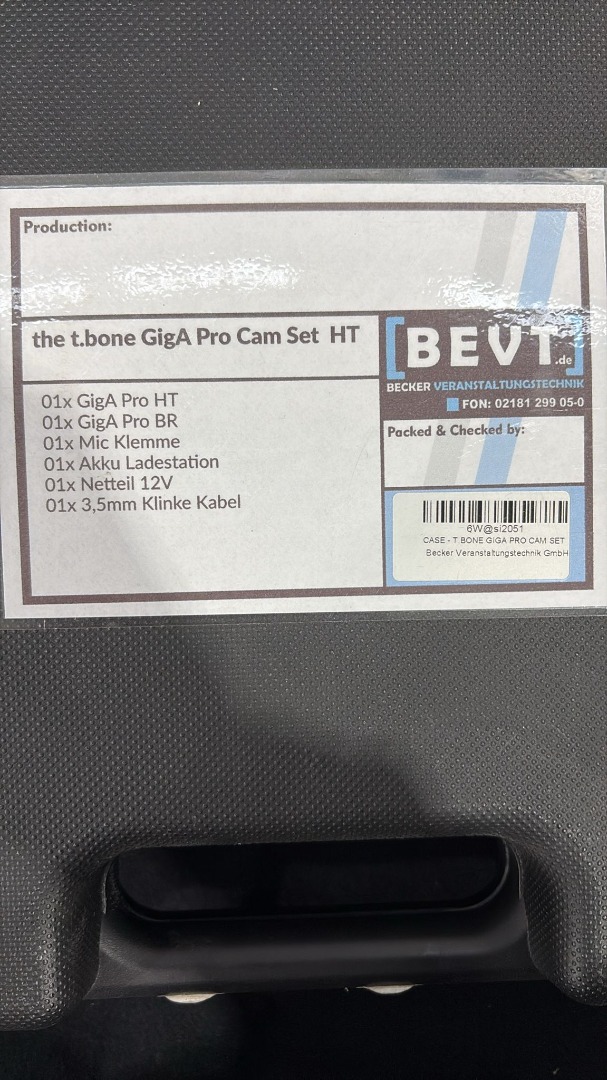 Production:
the t.bone GigA Pro Cam Set HT
01x GigA Pro HT
01x GigA Pro BR
01x Mic Klemme
01x Akku Ladestation
01x Netteil 12V
01x 3,5mm Klinke Kabel
[BEVT].de
BECKER VERANSTALTUNGSTECHNIK
FON: 02181 299 05-0
Packed & Checked by:
6W@si2051
CASE - T.BONE GIGA PRO CAM SET
Becker Veranstaltungstechnik GmbH